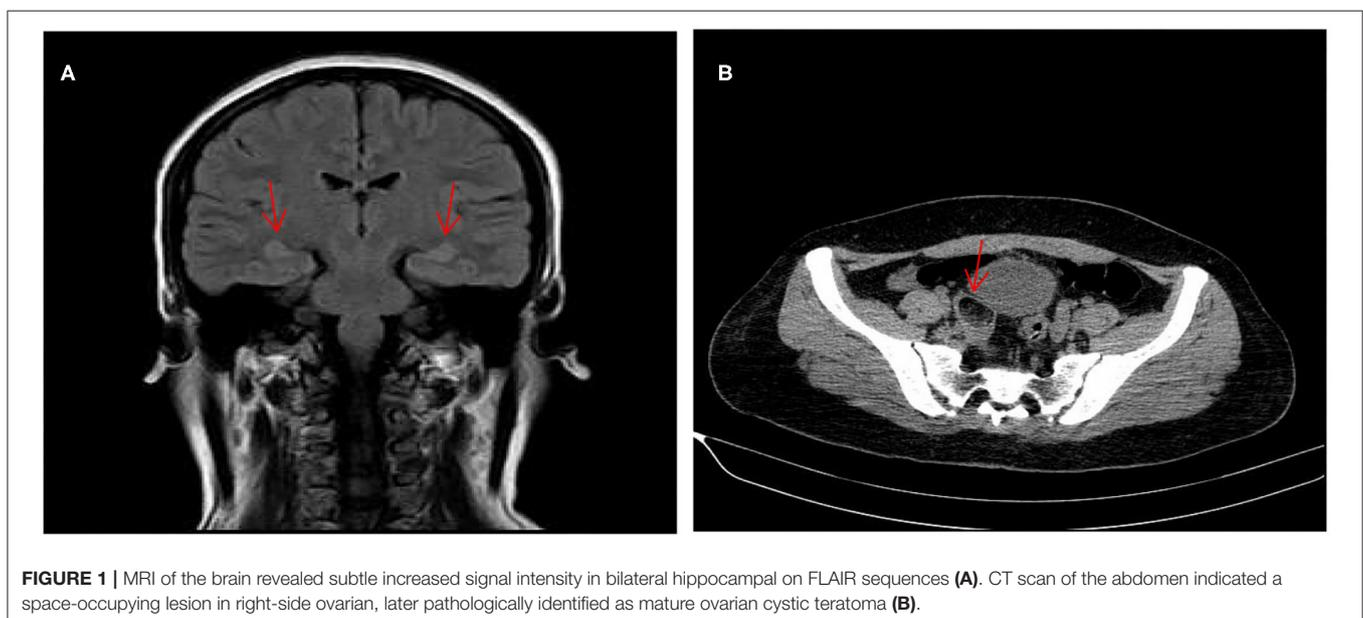 A
B
FIGURE 1 | MRI of the brain revealed subtle increased signal intensity in bilateral hippocampal on FLAIR sequences (A). CT scan of the abdomen indicated a
space-occupying lesion in right-side ovarian, later pathologically identified as mature ovarian cystic teratoma (B).